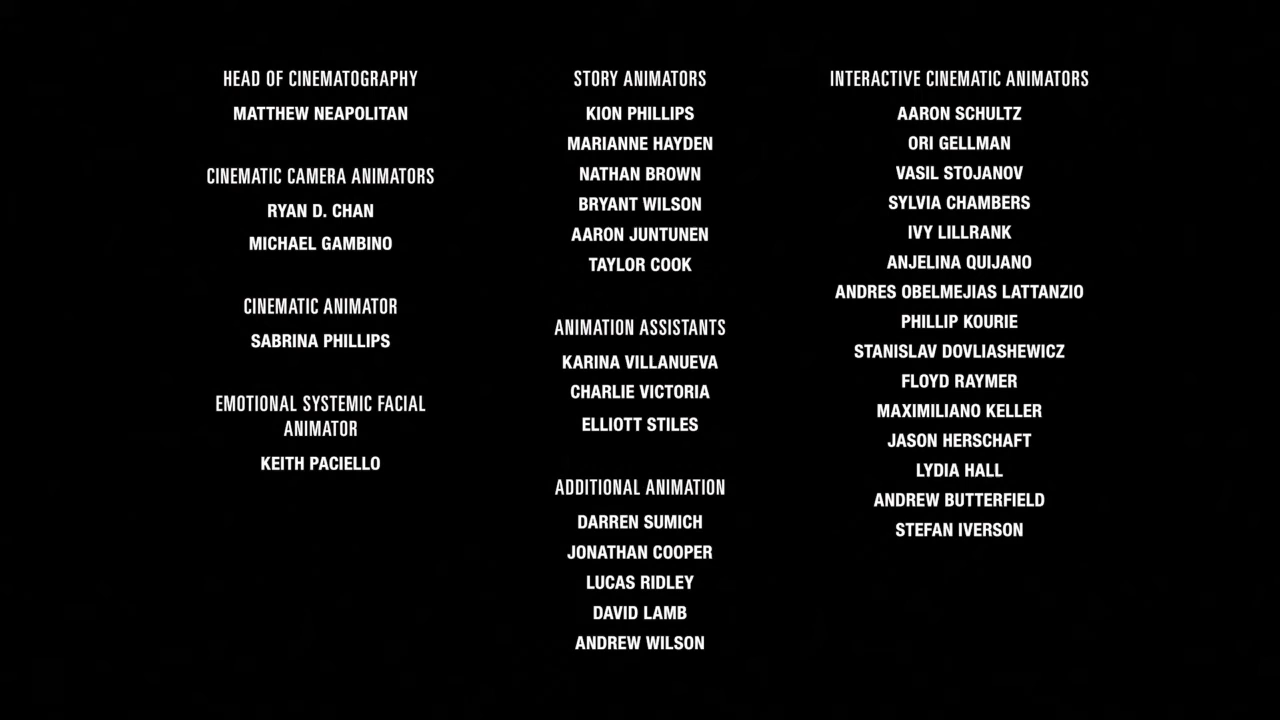 HEAD OF CINEMATOGRAPHY
MATTHEW NEAPOLITAN
CINEMATIC CAMERA ANIMATORS
RYAN D. CHAN
MICHAEL GAMBINO
CINEMATIC ANIMATOR
SABRINA PHILLIPS
EMOTIONAL SYSTEMIC FACIAL
ANIMATOR
KEITH PACIELLO
STORY ANIMATORS
KION PHILLIPS
MARIANNE HAYDEN
NATHAN BROWN
BRYANT WILSON
AARON JUNTUNEN
TAYLOR COOK
ANIMATION ASSISTANTS
KARINA VILLANUEVA
CHARLIE VICTORIA
ELLIOTT STILES
ADDITIONAL ANIMATION
DARREN SUMICH
JONATHAN COOPER
LUCAS RIDLEY
DAVID LAMB
ANDREW WILSON
INTERACTIVE CINEMATIC ANIMATORS
AARON SCHULTZ
ORI GELLMAN
VASIL STOJANOV
SYLVIA CHAMBERS
IVY LILLRANK
ANJELINA QUIJANO
ANDRES OBELMEJIAS LATTANZIO
PHILLIP KOURIE
STANISLAV DOVLIASHEWICZ
FLOYD RAYMER
MAXIMILIANO KELLER
JASON HERSCHAFT
LYDIA HALL
ANDREW BUTTERFIELD
STEFAN IVERSON